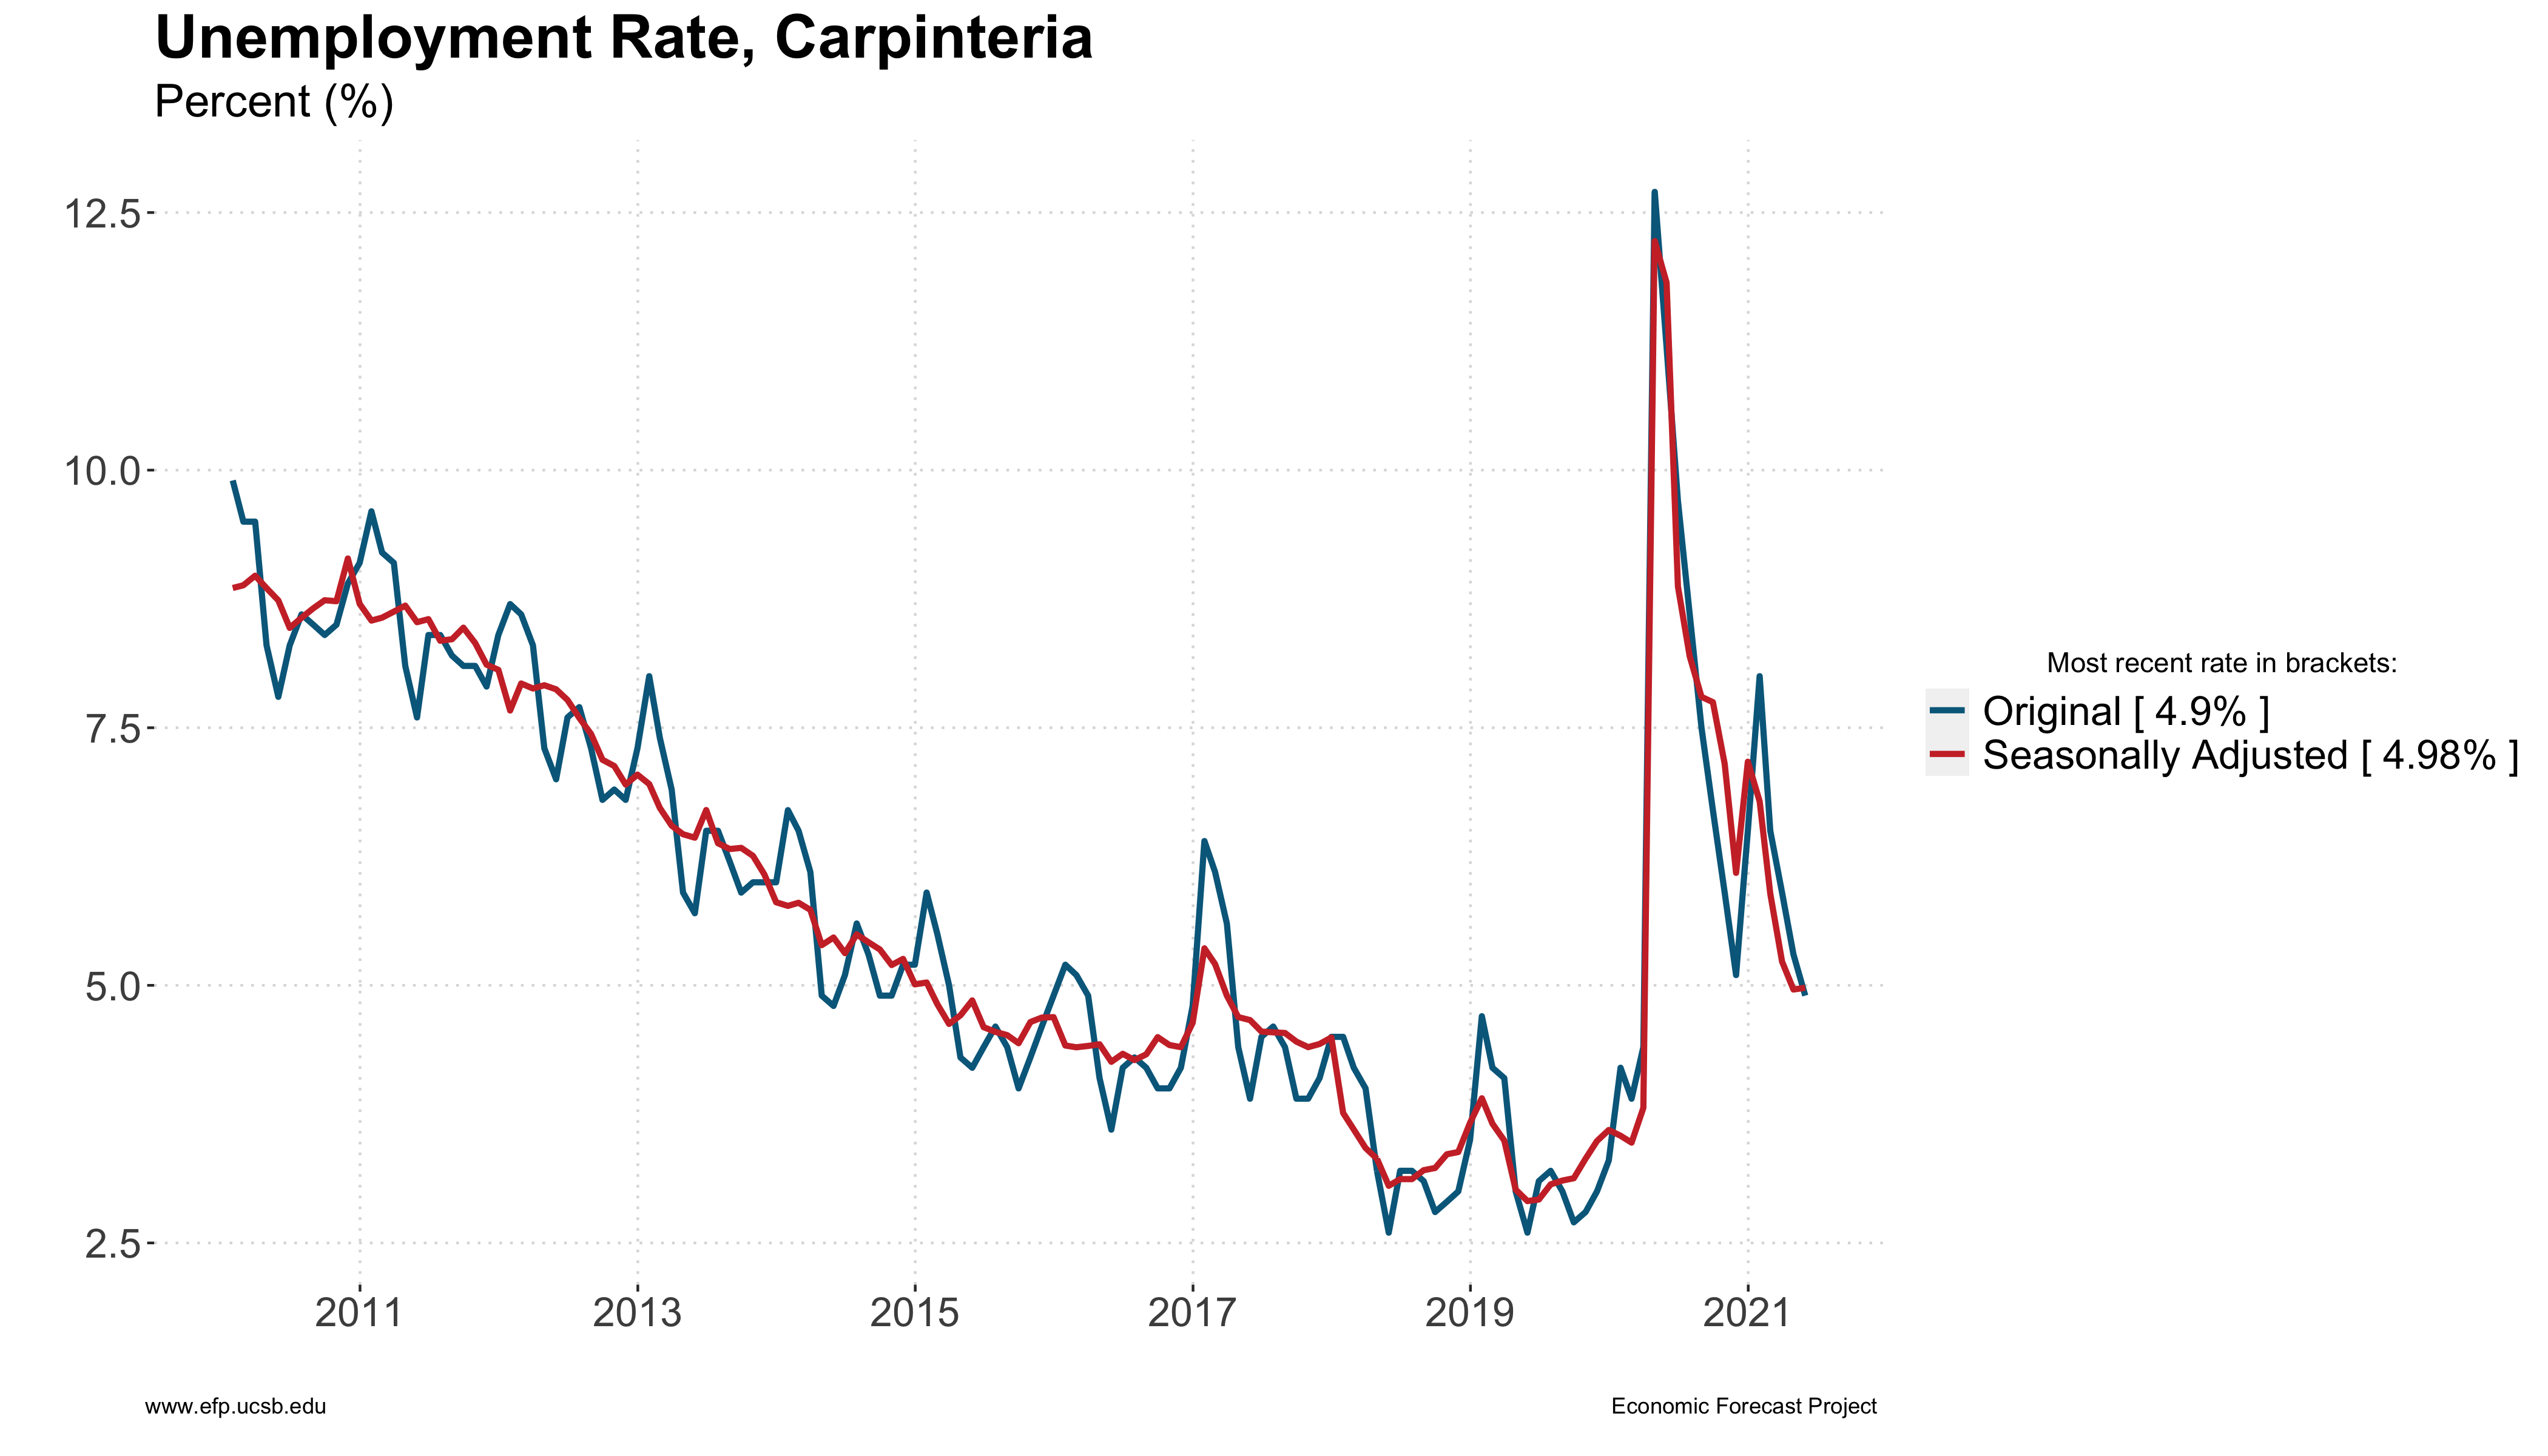 Unemployment Rate, Carpinteria
Percent (%)
12.5
10.0
7.5
5.0
2.5
2011 2013 2015 2017 2019 2021
Most recent rate in brackets:
Original [ 4.9% ]
Seasonally Adjusted [ 4.98% ]
www.efp.ucsb.edu
Economic Forecast Project